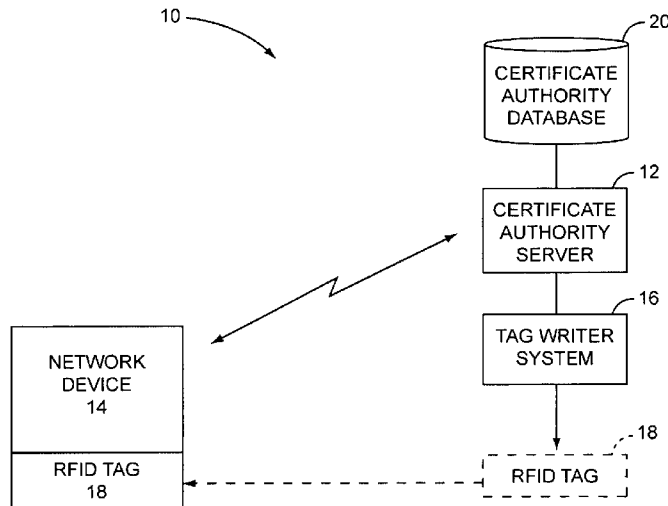 10
20
CERTIFICATE
AUTHORITY
DATABASE
12
CERTIFICATE
AUTHORITY
SERVER
16
TAG WRITER
SYSTEM
NETWORK
DEVICE
14
18
RFID TAG
RFID TAG
18